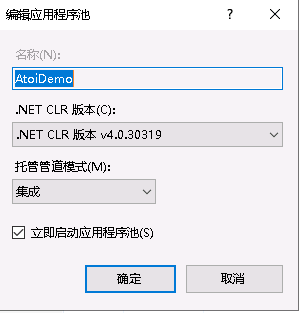 编辑应用程序池
?
×
名称(N):
AtoiDemo
.NET CLR 版本(C):
.NET CLR 版本 v4.0.30319
托管管道模式(M):
集成
立即启动应用程序池(S)
确定
取消